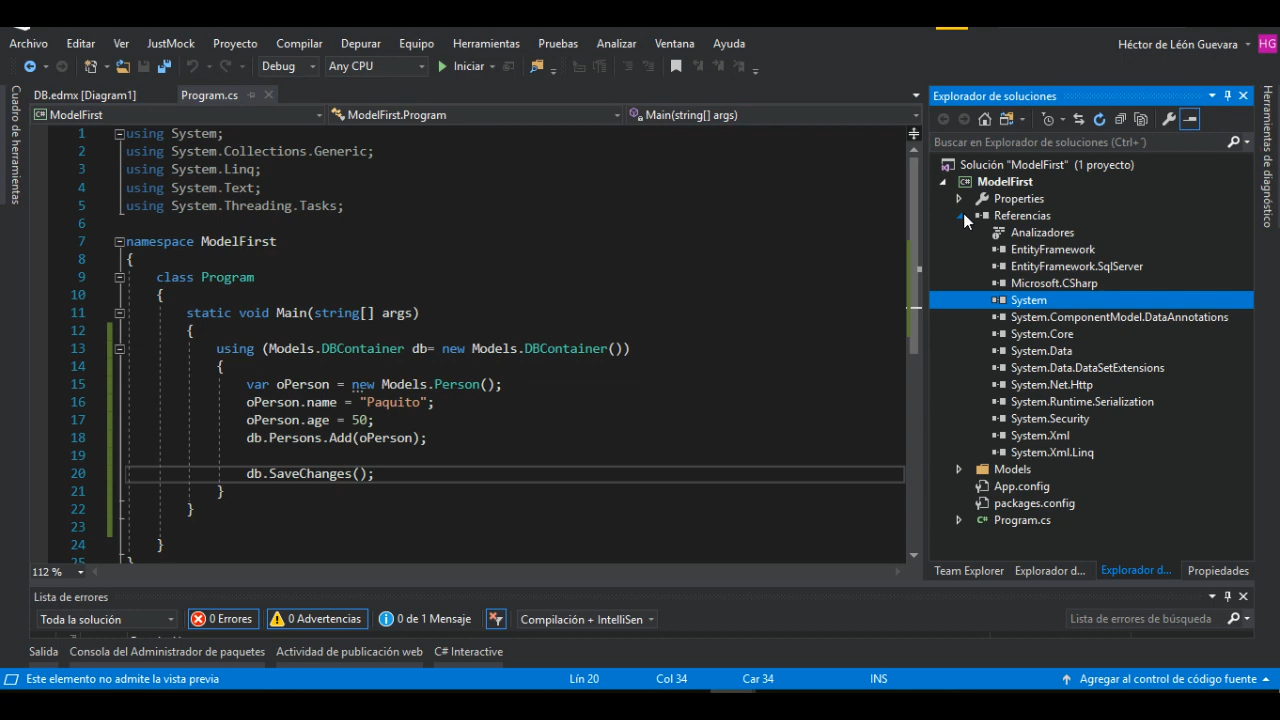 Archivo Editar Ver JustMock Proyecto Compilar Depurar Equipo Herramientas Pruebas Analizar Ventana Ayuda Héctor de León Guevara HG
Debug Any CPU Iniciar
DB.edmx [Diagram1] Program.cs
ModelFirst ModelFirst.Program Main(string[] args)
Cuadro de herramientas
1 using System;
2 using System.Collections.Generic;
3 using System.Linq;
4 using System.Text;
5 using System.Threading.Tasks;
6
7 namespace ModelFirst
8 {
9 class Program
10 {
11 static void Main(string[] args)
12 {
13 using (Models.DBContainer db= new Models.DBContainer())
14 {
15 var oPerson = new Models.Person();
16 oPerson.name = "Paquito";
17 oPerson.age = 50;
18 db.Persons.Add(oPerson);
19
20 db.SaveChanges();
21 }
22 }
23
24 }
25 }
112 %
Explorador de soluciones
Buscar en Explorador de soluciones (Ctrl+´)
Solución "ModelFirst" (1 proyecto)
C# ModelFirst
Properties
Referencias
Analizadores
EntityFramework
EntityFramework.SqlServer
Microsoft.CSharp
System
System.ComponentModel.DataAnnotations
System.Core
System.Data
System.Data.DataSetExtensions
System.Net.Http
System.Runtime.Serialization
System.Security
System.Xml
System.Xml.Linq
Models
App.config
packages.config
C# Program.cs
Team Explorer Explorador d... Explorador d... Propiedades
Herramientas de diagnóstico
Lista de errores
Toda la solución 0 Errores 0 Advertencias 0 de 1 Mensaje Compilación + IntelliSen Lista de errores de búsqueda
Salida Consola del Administrador de paquetes Actividad de publicación web C# Interactive
Este elemento no admite la vista previa Lín 20 Col 34 Car 34 INS Agregar al control de código fuente